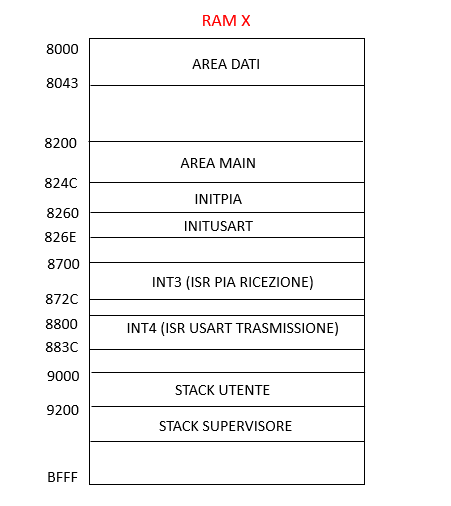 RAM X
8000
AREA DATI
8043
8200
AREA MAIN
824C
INITPIA
8260
INITUSART
826E
8700
INT3 (ISR PIA RICEZIONE)
872C
8800
INT4 (ISR USART TRASMISSIONE)
883C
9000
STACK UTENTE
9200
STACK SUPERVISORE
BFFF